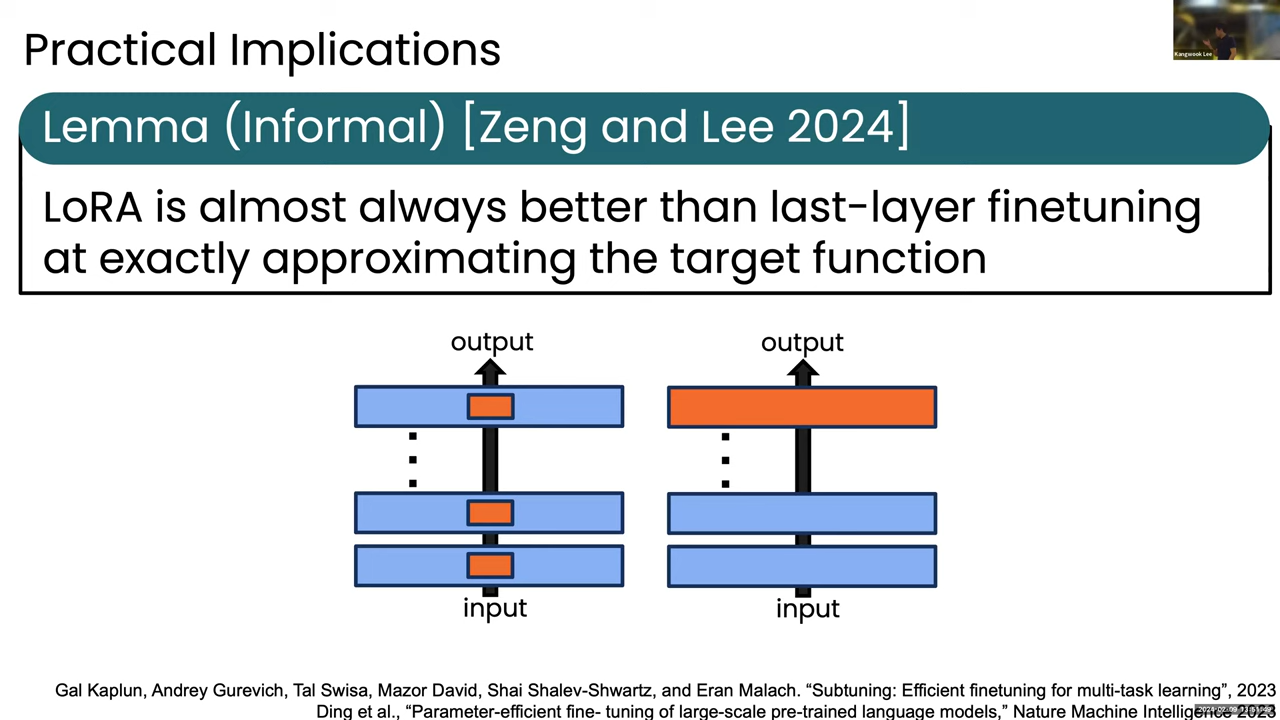 Practical Implications
Kangwook Lee
Lemma (Informal) [Zeng and Lee 2024]
LoRA is almost always better than last-layer finetuning
at exactly approximating the target function
output
output
input
input
Gal Kaplun, Andrey Gurevich, Tal Swisa, Mazor David, Shai Shalev-Shwartz, and Eran Malach. “Subtuning: Efficient finetuning for multi-task learning”, 2023
Ding et al., “Parameter-efficient fine- tuning of large-scale pre-trained language models,” Nature Machine